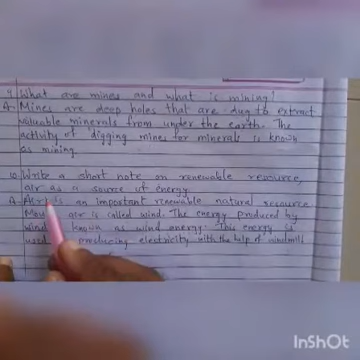 9. What are mines and what is mining?
A. Mines are deep holes that are dug to extract
valuable minerals from under the earth. The
activity of digging mines for minerals is known
as mining.
10. Write a short note on renewable resource,
air as a source of energy.
A. Air is an important renewable natural resource.
air is called wind. The energy produced by
wind known as wind energy. This energy is
used producing electricity with the help of windmill
InShOt